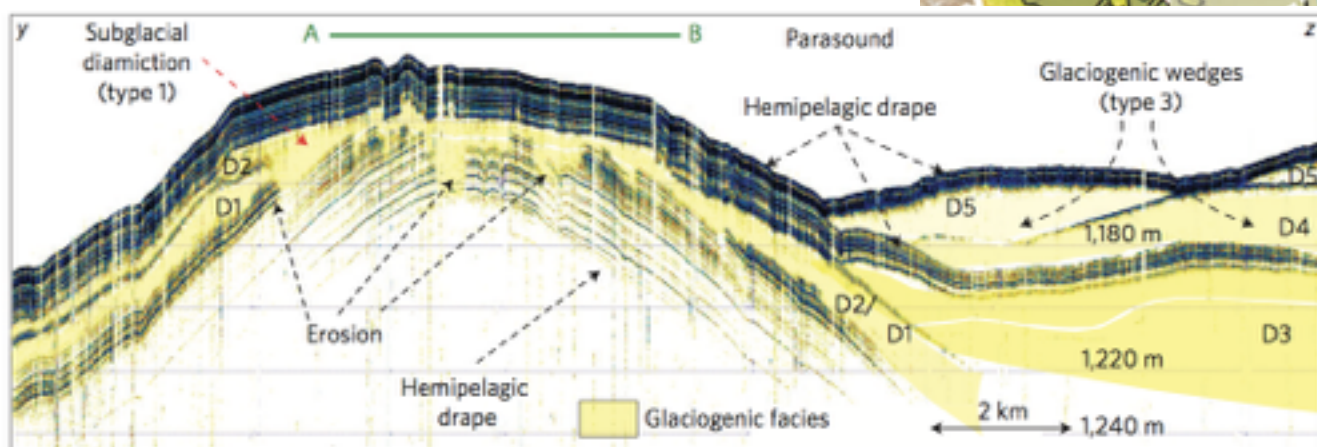 y
Subglacial
diamiction
(type 1)
A
B
Parasound
z
Glaciogenic wedges
(type 3)
Hemipelagic drape
D2
D1
D5
D5
1,180 m
D4
Erosion
D2/
D1
D3
1,220 m
Hemipelagic
drape
Glaciogenic facies
2 km
1,240 m